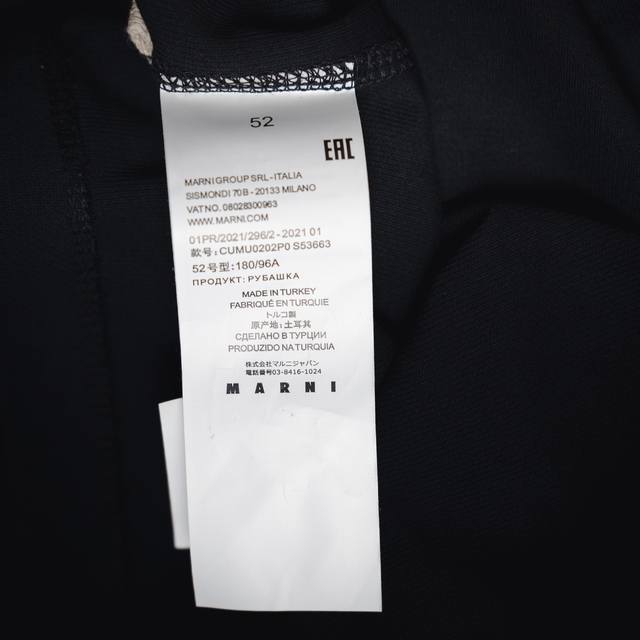 52
EAC
MARNI GROUP SRL-ITALIA
SISMONDI 70B - 20133 MILANO
VAT NO. 08028300963
WWW.MARNI.COM
01PR/2021/296/2 - 2021 01
款号: CUMU0202P0 S53663
52号型: 180/96A
ПРОДУКТ: РУБАШКА
MADE IN TURKEY
FABRIQUÉ EN TURQUIE
トルコ製
原产地: 土耳其
СДЕЛАНО В ТУРЦИИ
PRODUZIDO NA TURQUIA
株式会社マルニジャパン
電話番号03-8416-1024
MARNI